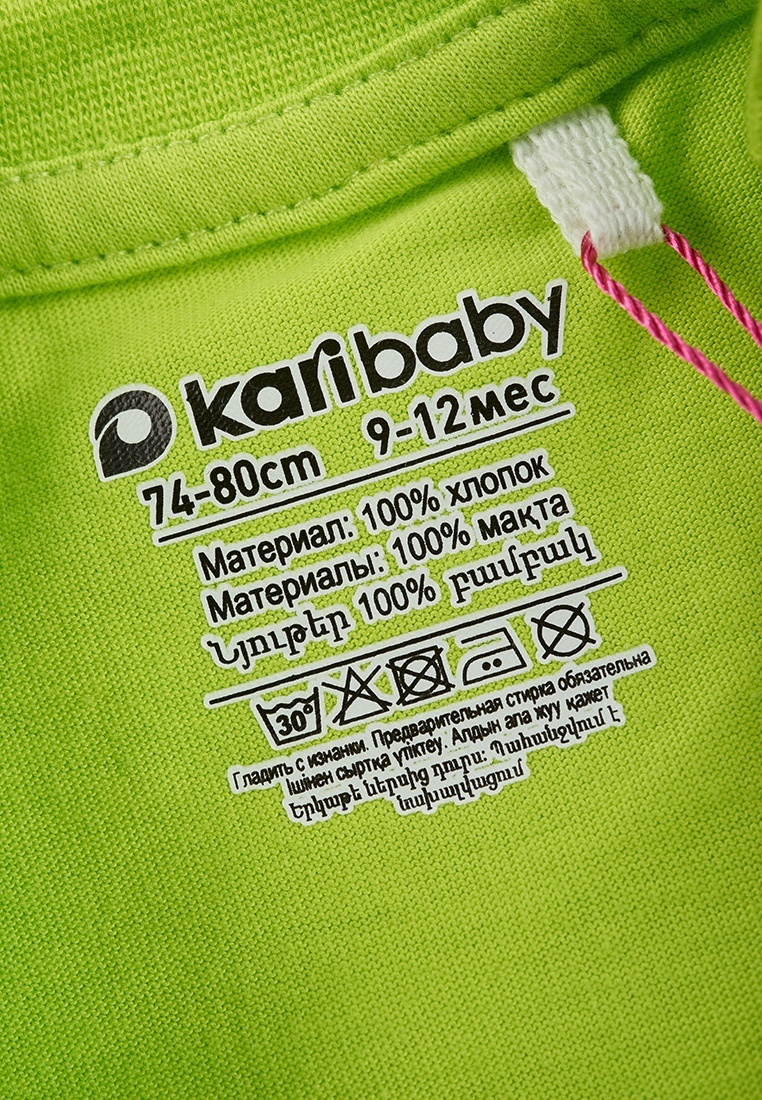 kari baby
74-80cm 9-12мес
Материал: 100% хлопок
Материалы: 100% мақта
Նյութեր 100% բամբակ
30°
Гладить с изнанки. Предварительная стирка обязательна
Ішінен сыртқа үтіктеу. Алдын ала жуу қажет
Երկաթե ներսից դուրս: Պահանջվում է
նախալվացում